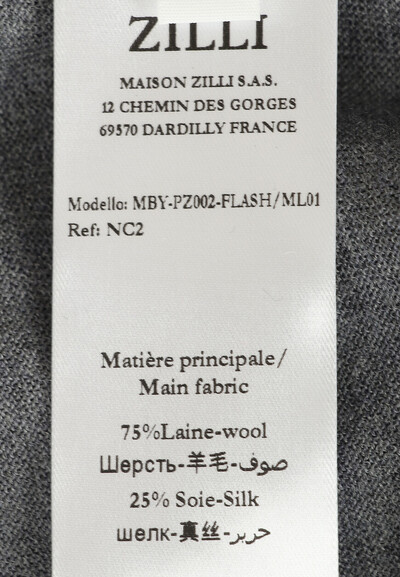 ZILLI
MAISON ZILLI S.A.S.
12 CHEMIN DES GORGES
69570 DARDILLY FRANCE
Modello: MBY-PZ002-FLASH/ML01
Ref: NC2
Matière principale/
Main fabric
75%Laine-wool
Шерсть-羊毛-صوف
25% Soie-Silk
шелк-真丝-حربر